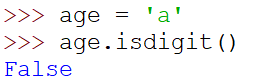 >>> age = 'a'
>>> age.isdigit()
False